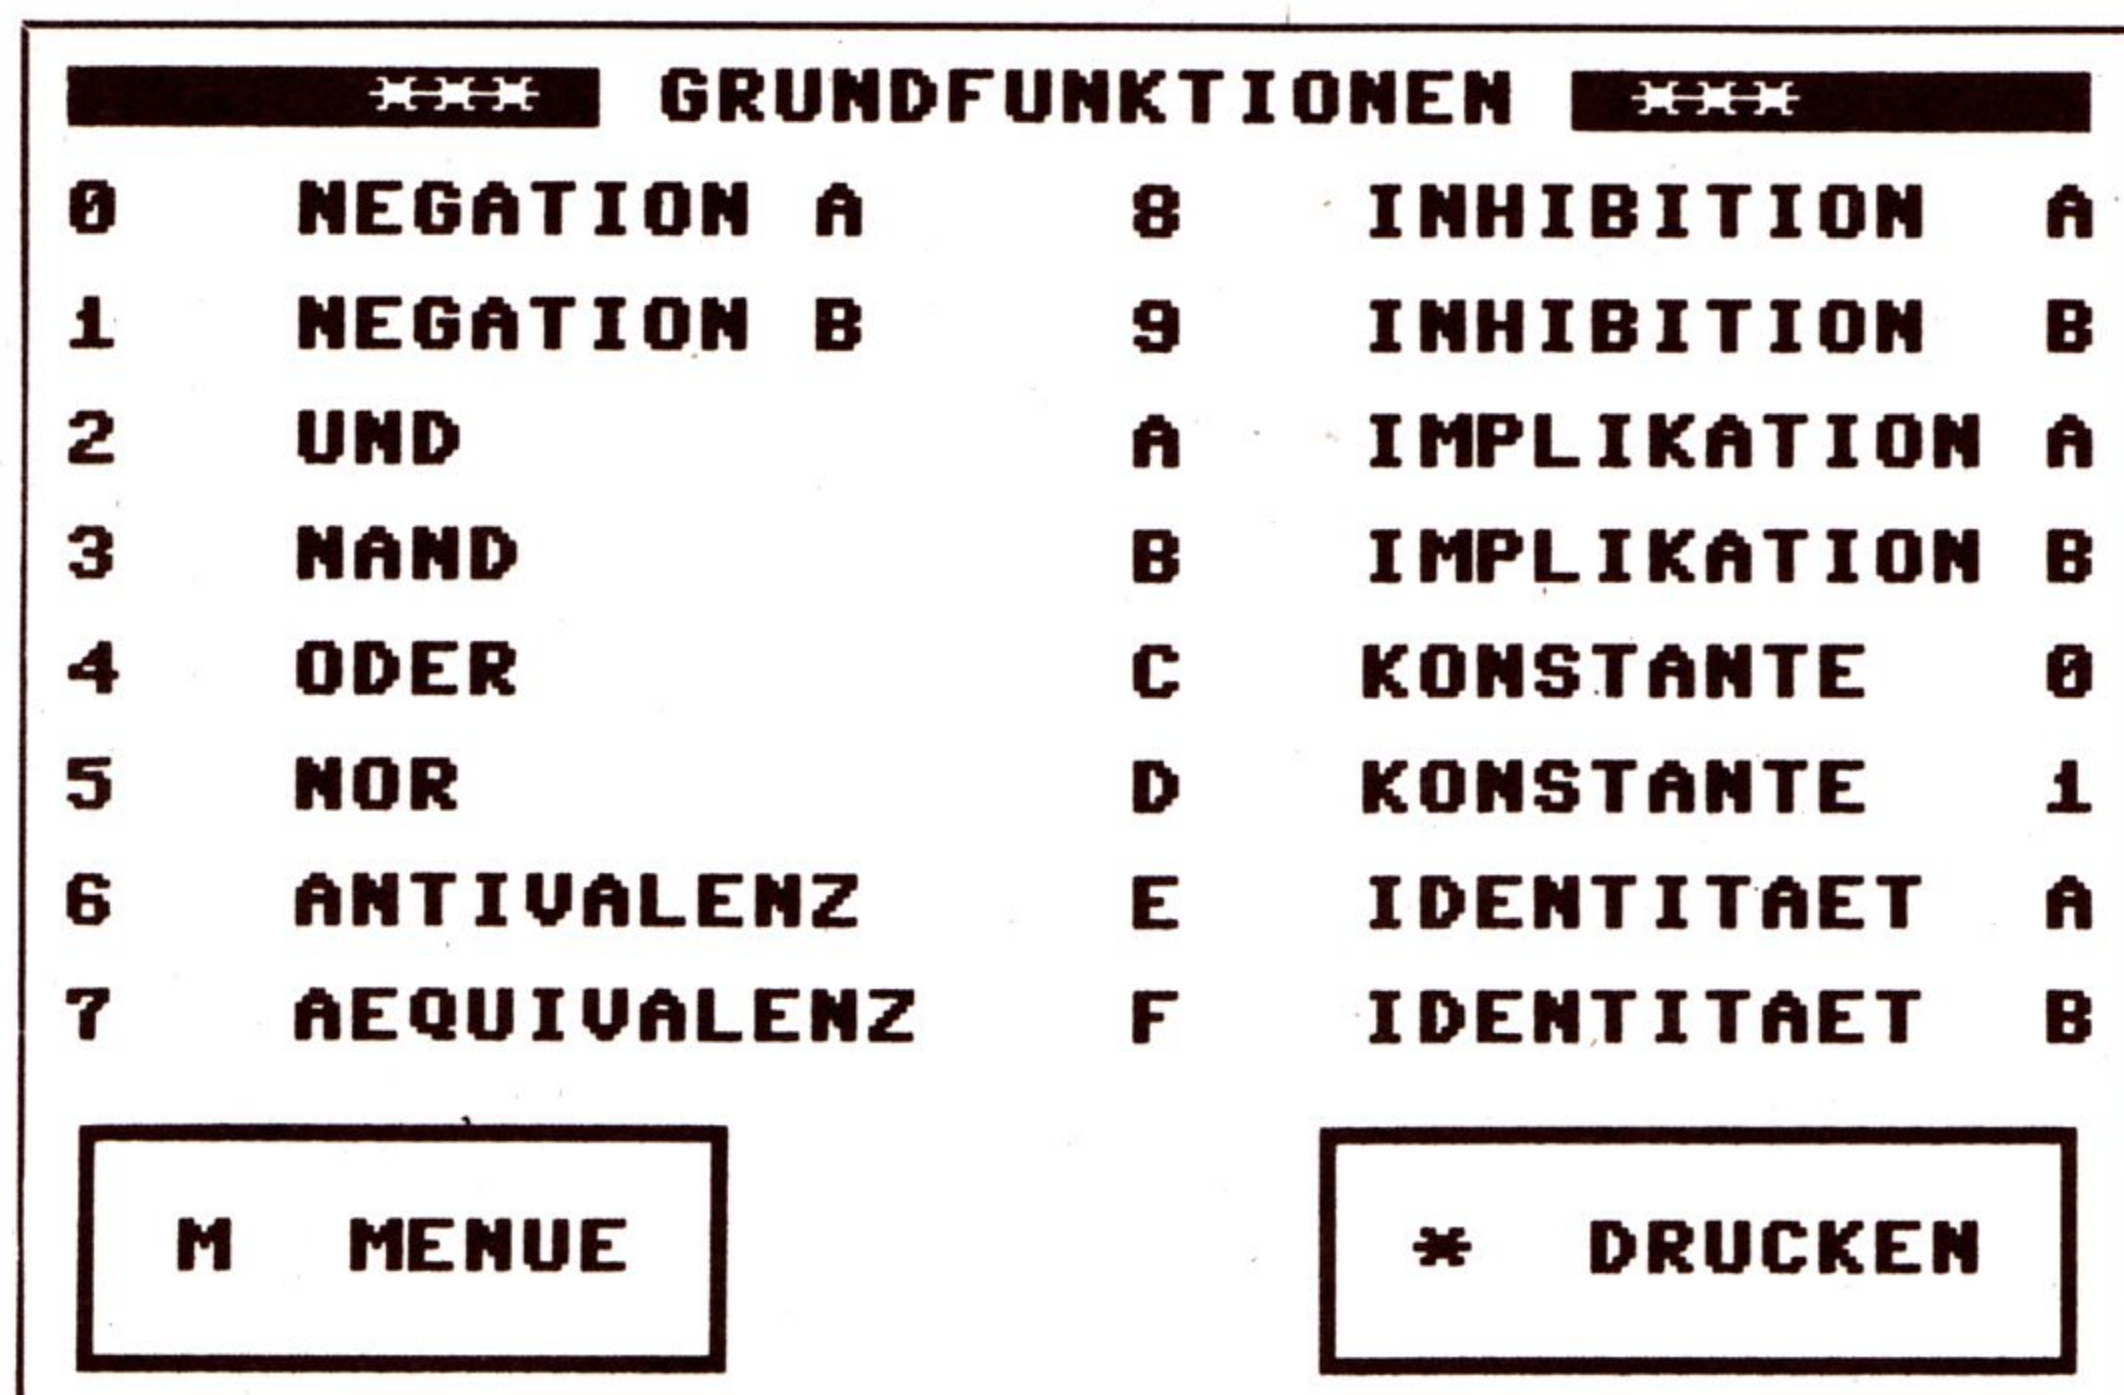 *** GRUNDFUNKTIONEN ***
0 NEGATION A 8 INHIBITION A
1 NEGATION B 9 INHIBITION B
2 UND A IMPLIKATION A
3 NAND B IMPLIKATION B
4 ODER C KONSTANTE 0
5 NOR D KONSTANTE 1
6 ANTIVALENZ E IDENTITAET A
7 AEQUIVALENZ F IDENTITAET B
M MENUE * DRUCKEN